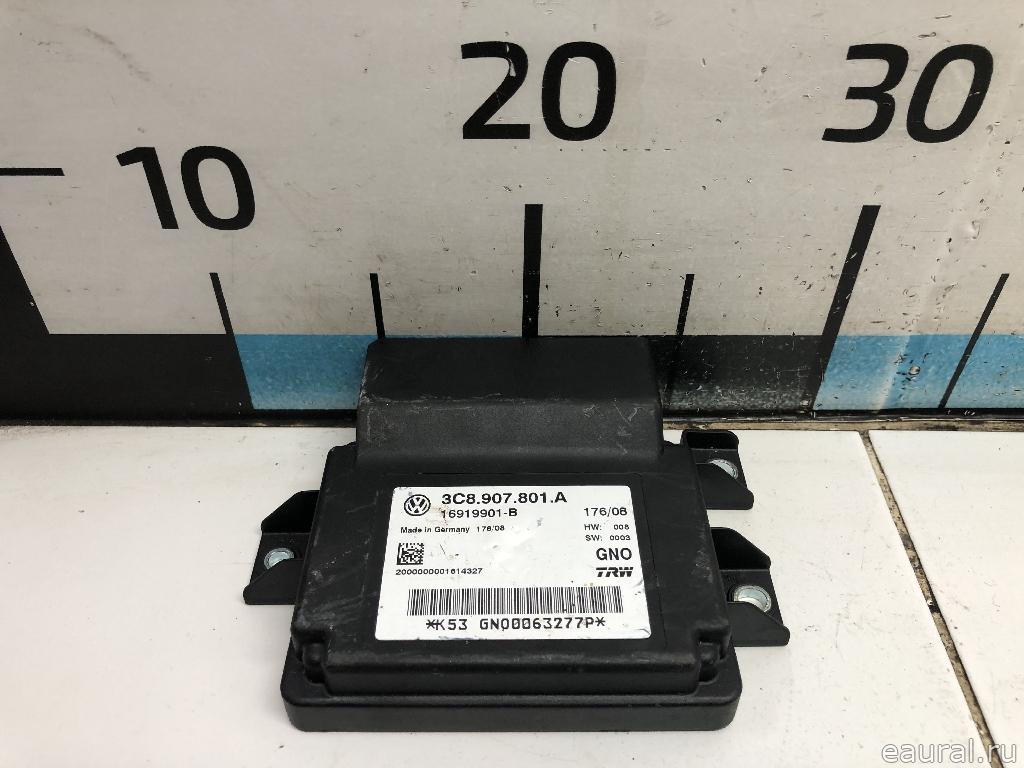 10
20
30
3C8.907.801.A
16919901-B
176/08
Made in Germany 176/08
HW: 008
SW: 0003
GNO
2000000001614327
TRW
*K53 GNO0063277P*
eaural.ru